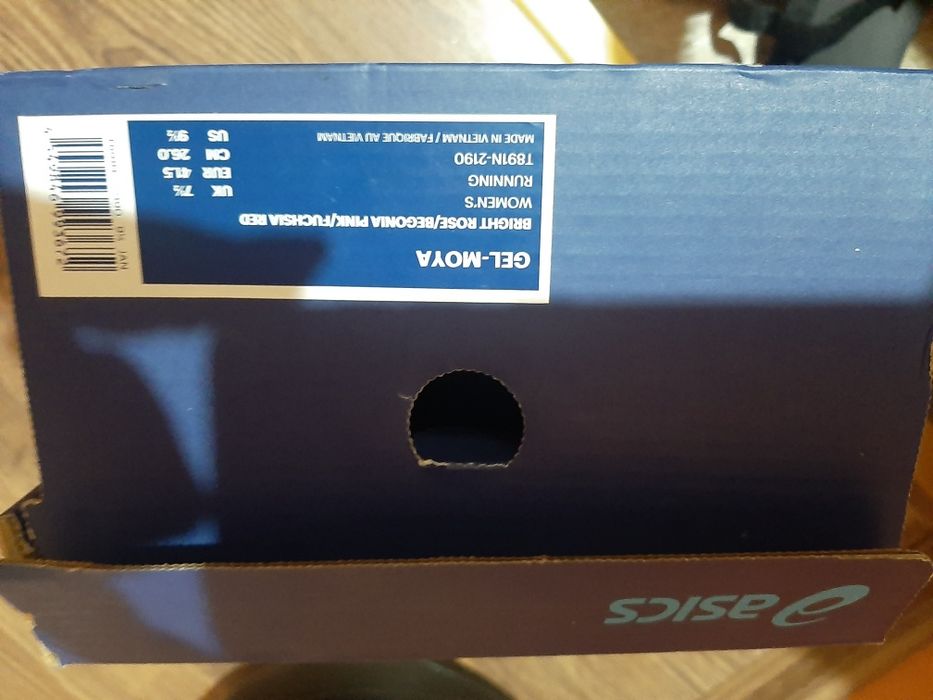 GEL-MOYA
BRIGHT ROSE/BEGONIA PINK/FUCHSIA RED
WOMEN'S
RUNNING
T891N-2190
MADE IN VIETNAM / FABRIQUE AU VIETNAM
UK 7½
EUR 41.5
CM 26.0
US 9½
JAN
asics